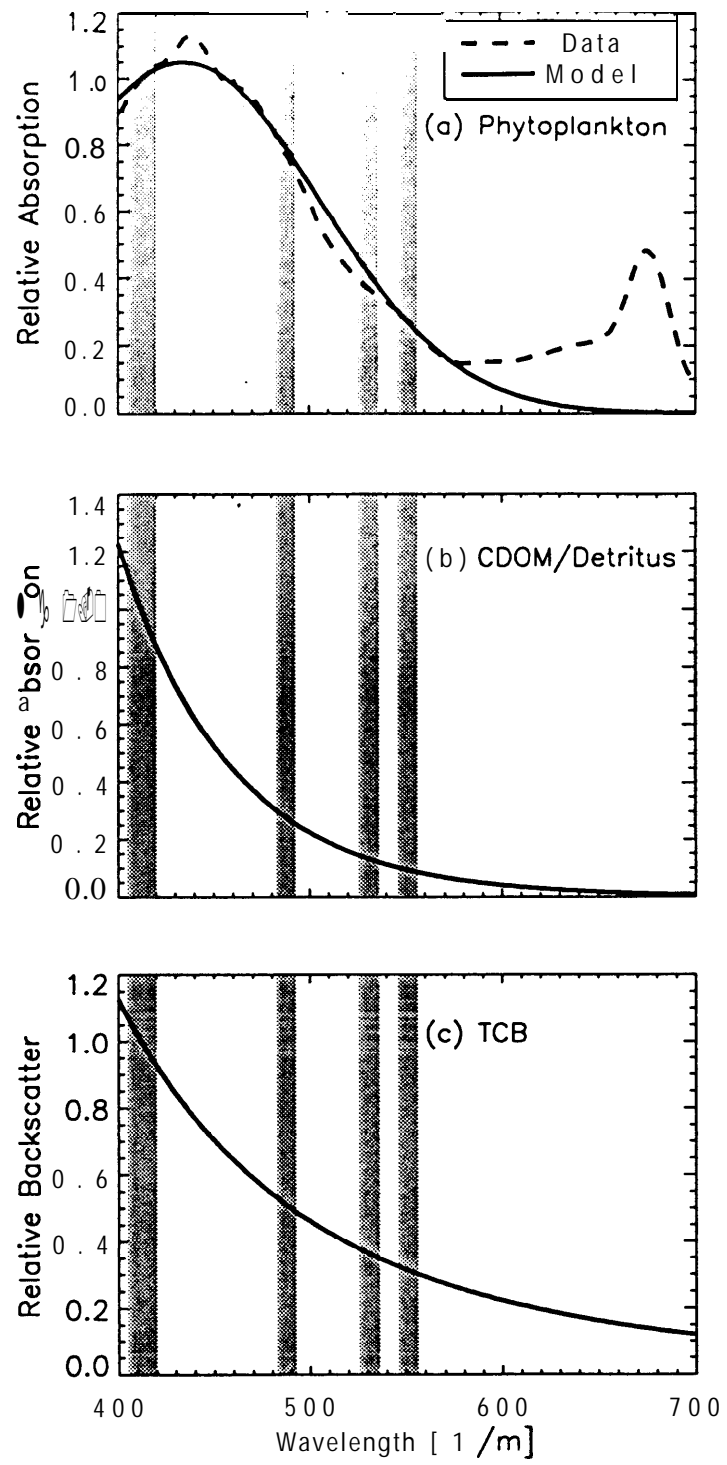 1.2
1.0
0.8
0.6
0.4
0.2
0.0
Relative Absorption
Data
Model
(a) Phytoplankton
1.4
1.2
0.8
0.6
0.4
0.2
0.0
Relative
(b) CDOM/Detritus
1.2
1.0
0.8
0.6
0.4
0.2
0.0
Relative Backscatter
(c) TCB
400
500
600
700
Wavelength [ 1 /m]